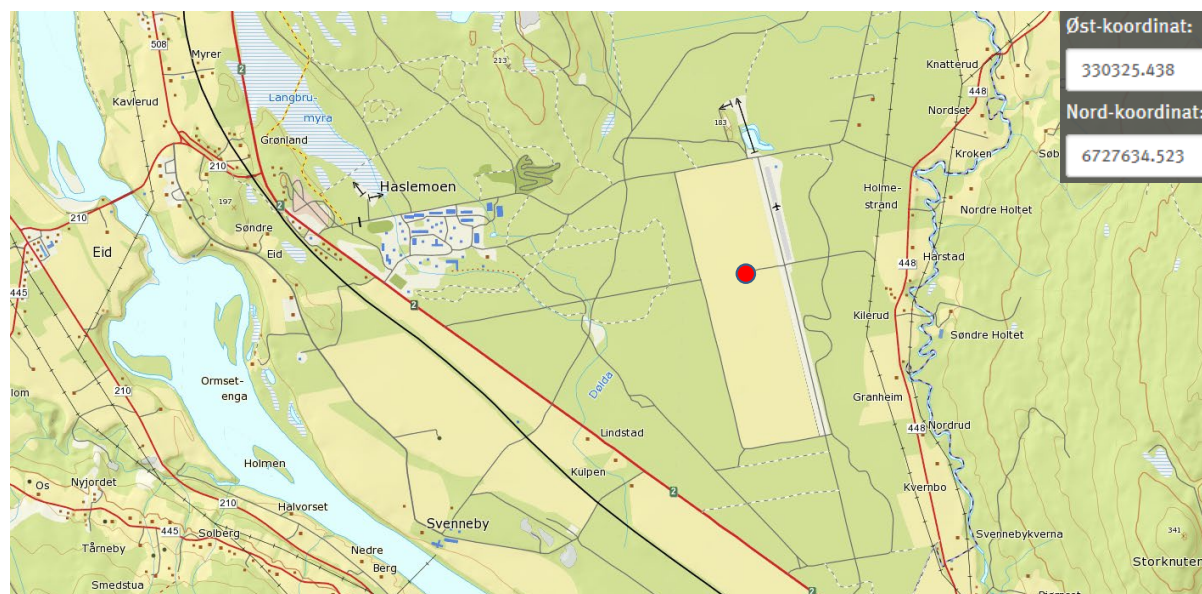 Øst-koordinat:
330325.438
Nord-koordinat:
6727634.523
508
Myrer
2
213
Knatterud
448
Kavlerud
Langbru-
myra
Nordset
183
Grønland
Kroken
210
Haslemoen
Holme-
strand
197
2
Nordre Holtet
210
Søndre
Eid
Eid
448
Harstad
445
2
Kilerud
Søndre Holtet
Ormset-
enga
Dølda
210
Granheim
Lindstad
448
Nordrud
Holmen
Kulpen
Os
Nyjordet
2
Kvernbo
Halvorset
210
Svenneby
Solberg
445
341
Svennebykverna
Tårneby
Nedre
Berg
Storknuten
Smedstua
2